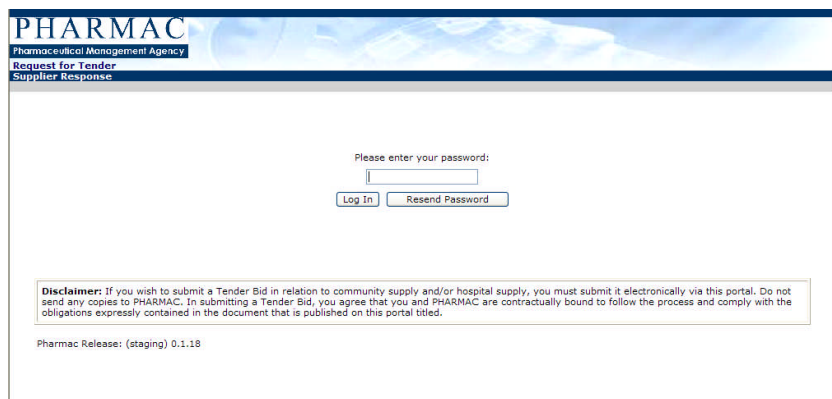 PHARMAC
Pharmaceutical Management Agency
Request for Tender
Supplier Response
Please enter your password:
Log In Resend Password
Disclaimer: If you wish to submit a Tender Bid in relation to community supply and/or hospital supply, you must submit it electronically via this portal. Do not
send any copies to PHARMAC. In submitting a Tender Bid, you agree that you and PHARMAC are contractually bound to follow the process and comply with the
obligations expressly contained in the document that is published on this portal titled.
Pharmac Release: (staging) 0.1.18